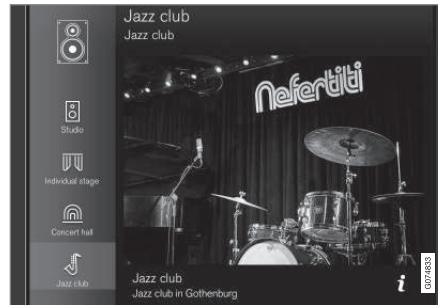 Jazz club
Jazz club
Nefertiti
Studio
Individual stage
Concert hall
Jazz club
Jazz club
Jazz club in Gothenburg
i
G074833